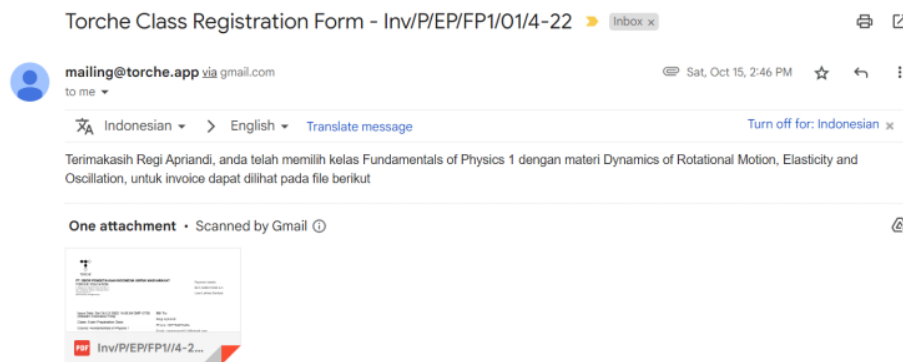 Torche Class Registration Form - Inv/P/EP/FP1/01/4-22 Inbox x
mailing@torche.app via gmail.com Sat, Oct 15, 2:46 PM
to me
Indonesian > English Translate message Turn off for: Indonesian x
Terimakasih Regi Apriandi, anda telah memilih kelas Fundamentals of Physics 1 dengan materi Dynamics of Rotational Motion, Elasticity and
Oscillation, untuk invoice dapat dilihat pada file berikut
One attachment • Scanned by Gmail
PDF Inv/P/EP/FP1//4-2...